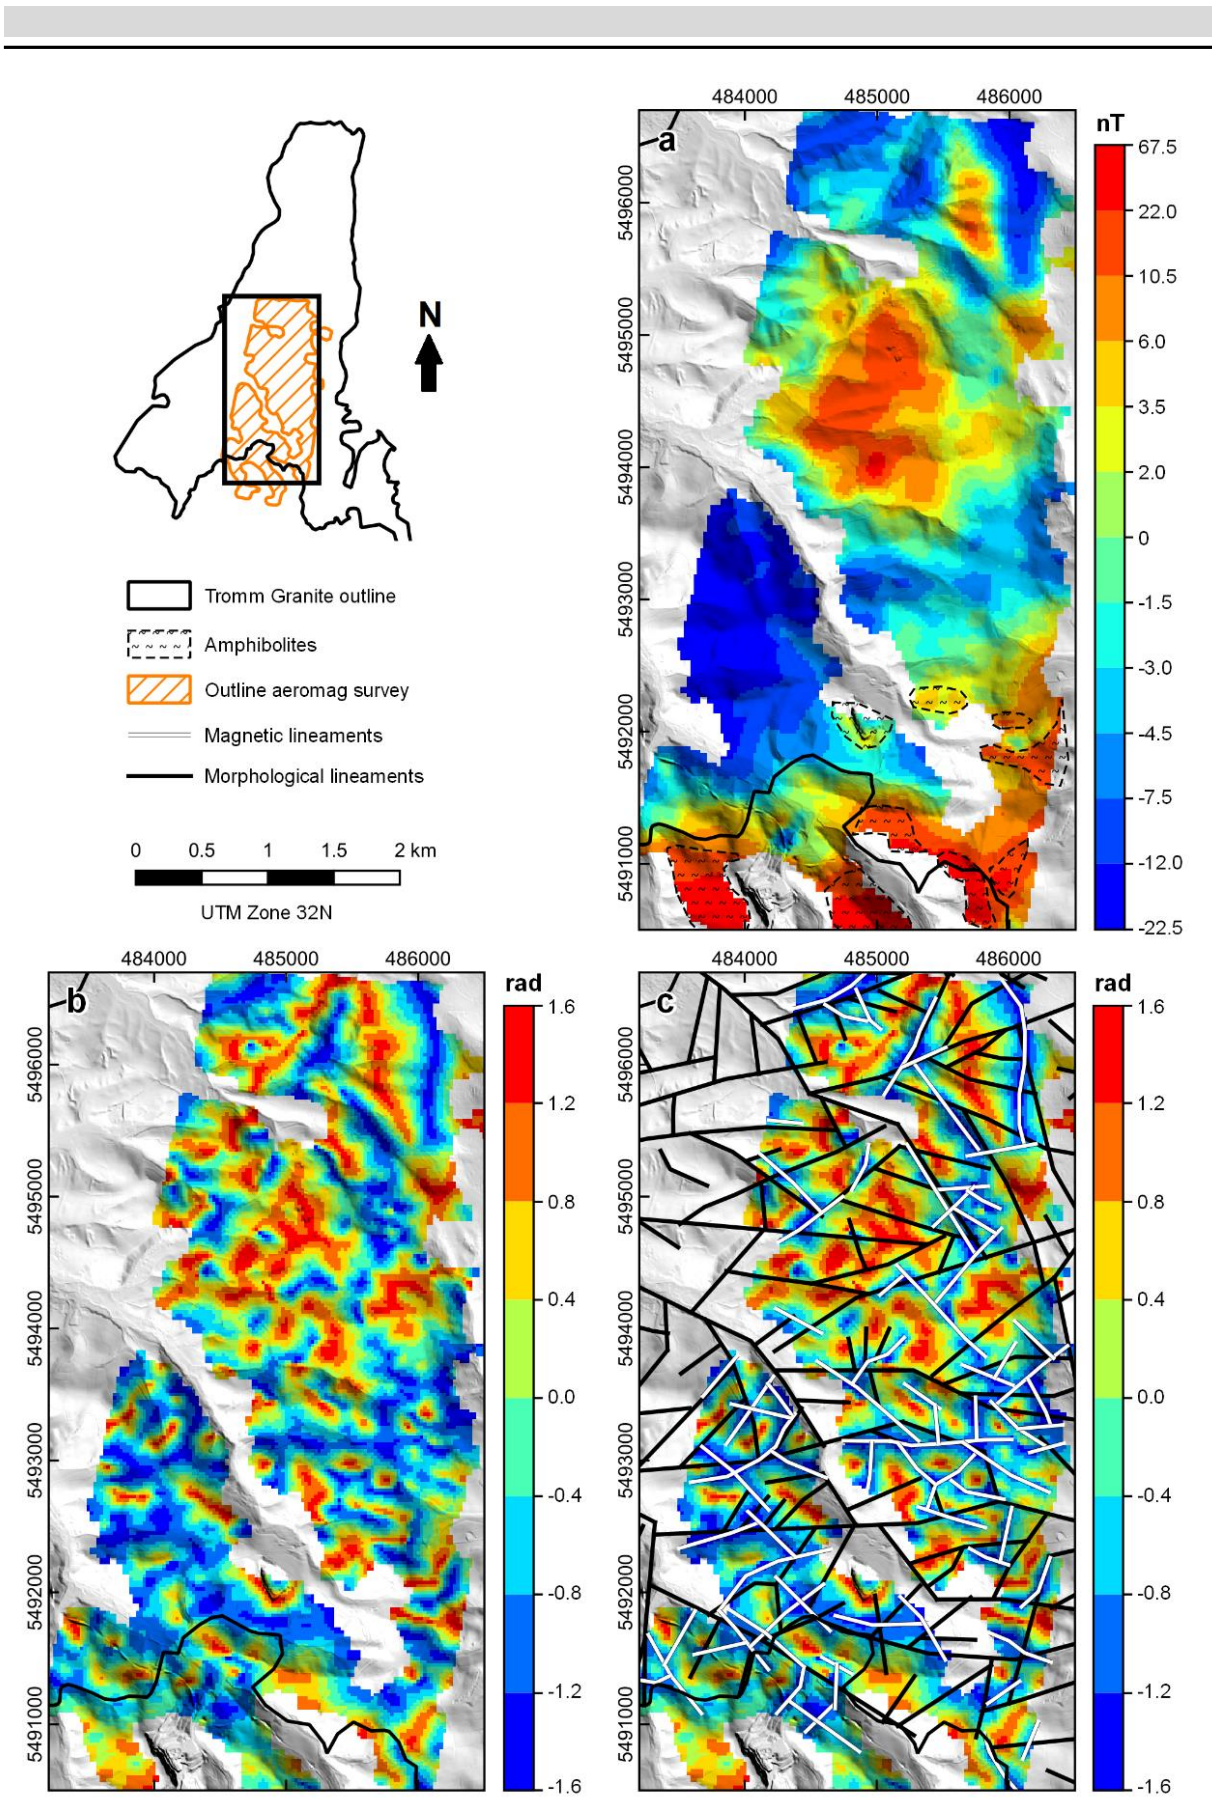 484000 485000 486000
a
nT
67.5
22.0
10.5
6.0
3.5
2.0
0
-1.5
-3.0
-4.5
-7.5
-12.0
-22.5
5496000
5495000
5494000
5493000
5492000
5491000
N
Tromm Granite outline
Amphibolites
Outline aeromag survey
Magnetic lineaments
Morphological lineaments
0 0.5 1 1.5 2 km
UTM Zone 32N
484000 485000 486000
b
rad
1.6
1.2
0.8
0.4
0.0
-0.4
-0.8
-1.2
-1.6
5496000
5495000
5494000
5493000
5492000
5491000
484000 485000 486000
c
rad
1.6
1.2
0.8
0.4
0.0
-0.4
-0.8
-1.2
-1.6
5496000
5495000
5494000
5493000
5492000
5491000